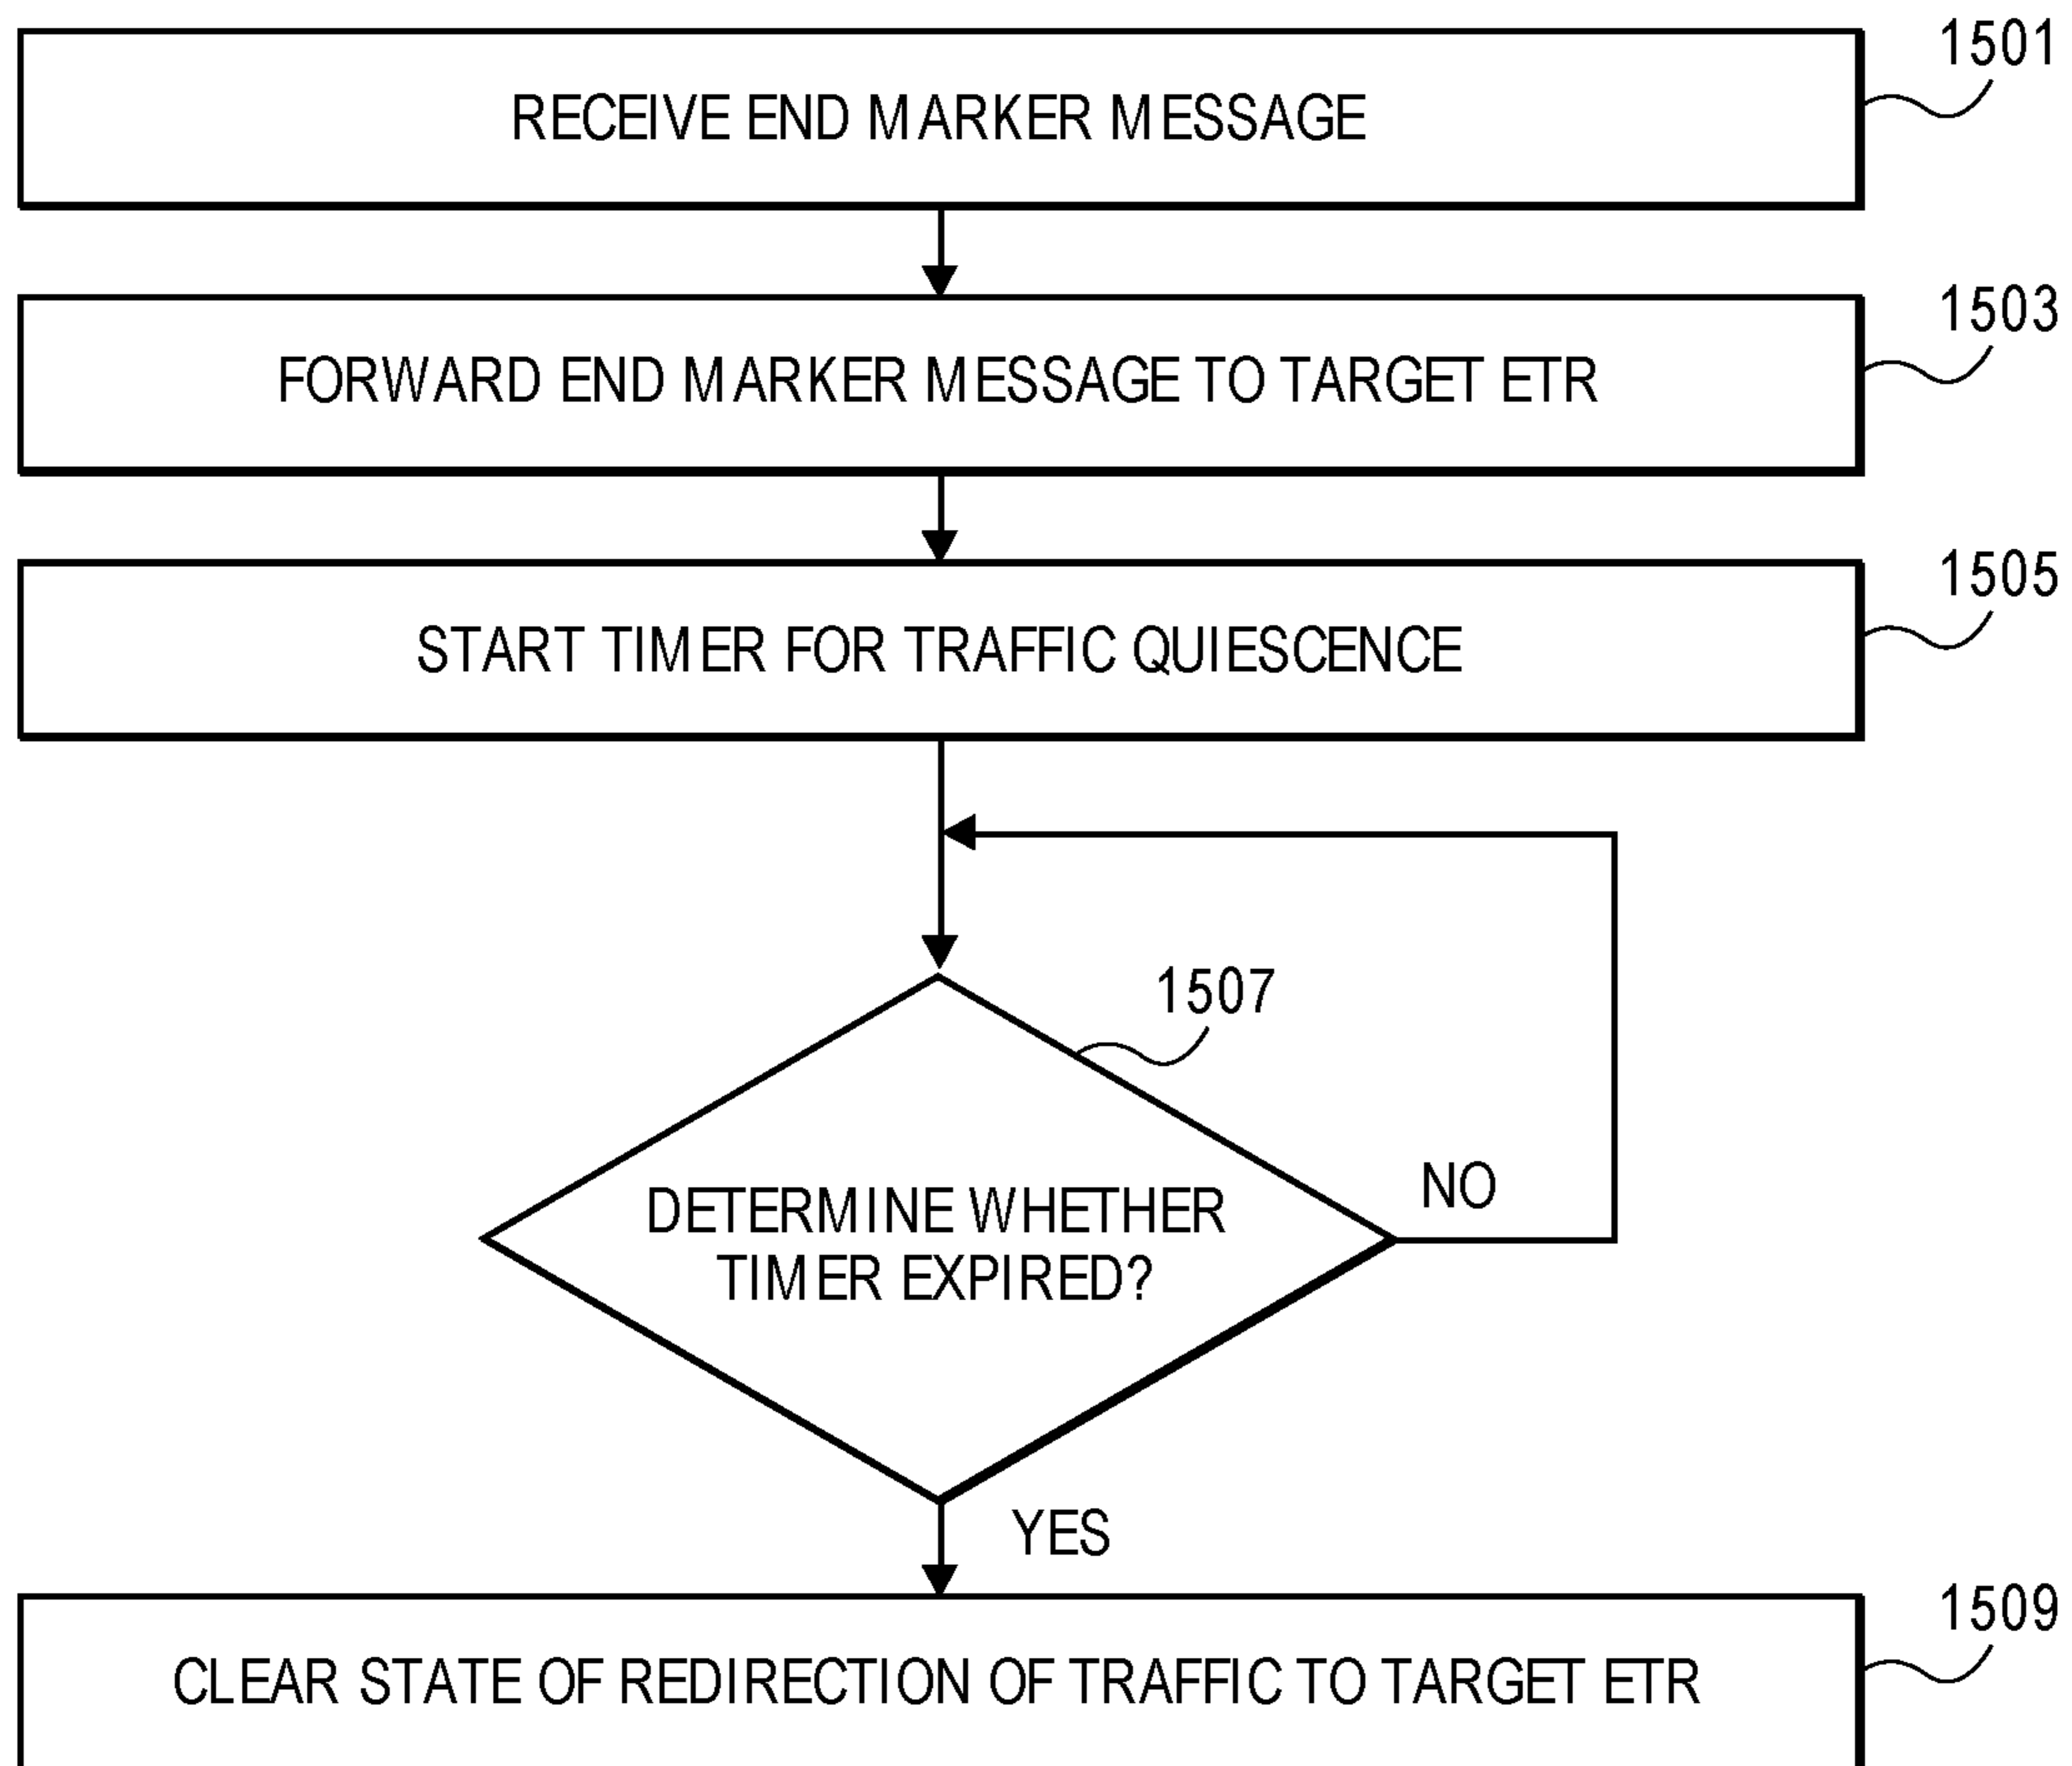 1501
RECEIVE END MARKER MESSAGE
1503
FORWARD END MARKER MESSAGE TO TARGET ETR
1505
START TIMER FOR TRAFFIC QUIESCENCE
1507
DETERMINE WHETHER
TIMER EXPIRED?
NO
YES
1509
CLEAR STATE OF REDIRECTION OF TRAFFIC TO TARGET ETR